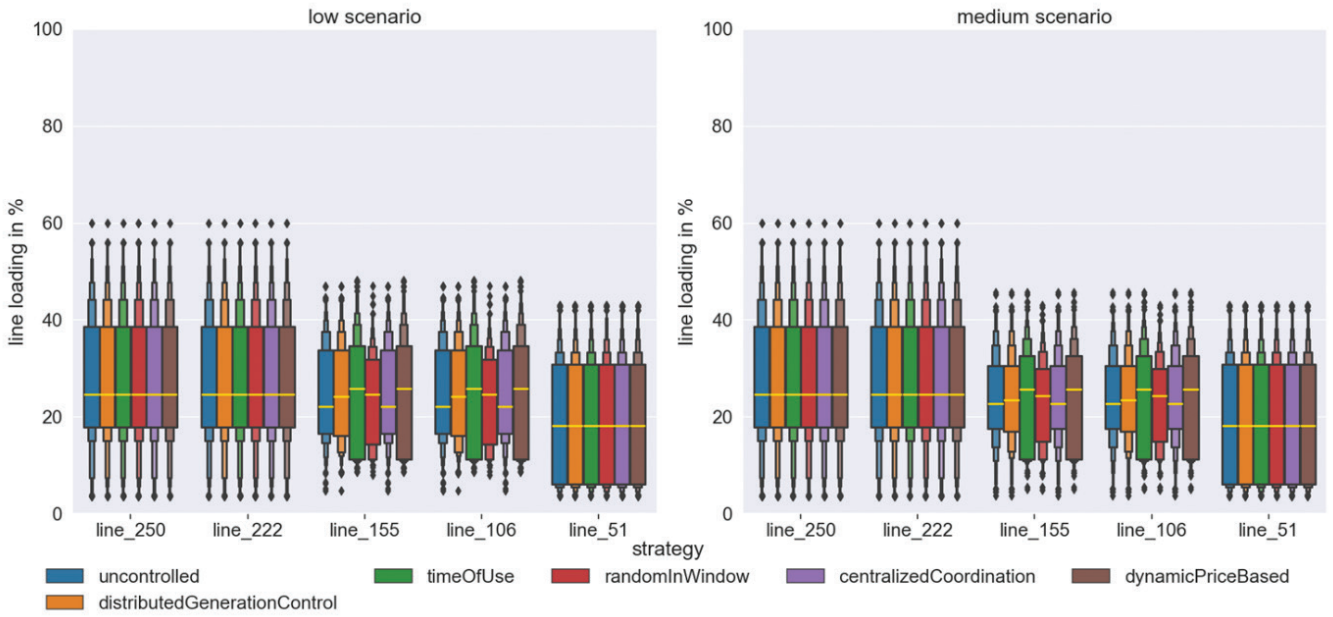 low scenario
medium scenario
line loading in %
100
80
60
40
20
0
line_250
line_222
line_155
line_106
line_51
line loading in %
100
80
60
40
20
0
line_250
line_222
line_155
line_106
line_51
strategy
uncontrolled
timeOfUse
randomInWindow
centralizedCoordination
dynamicPriceBased
distributedGenerationControl